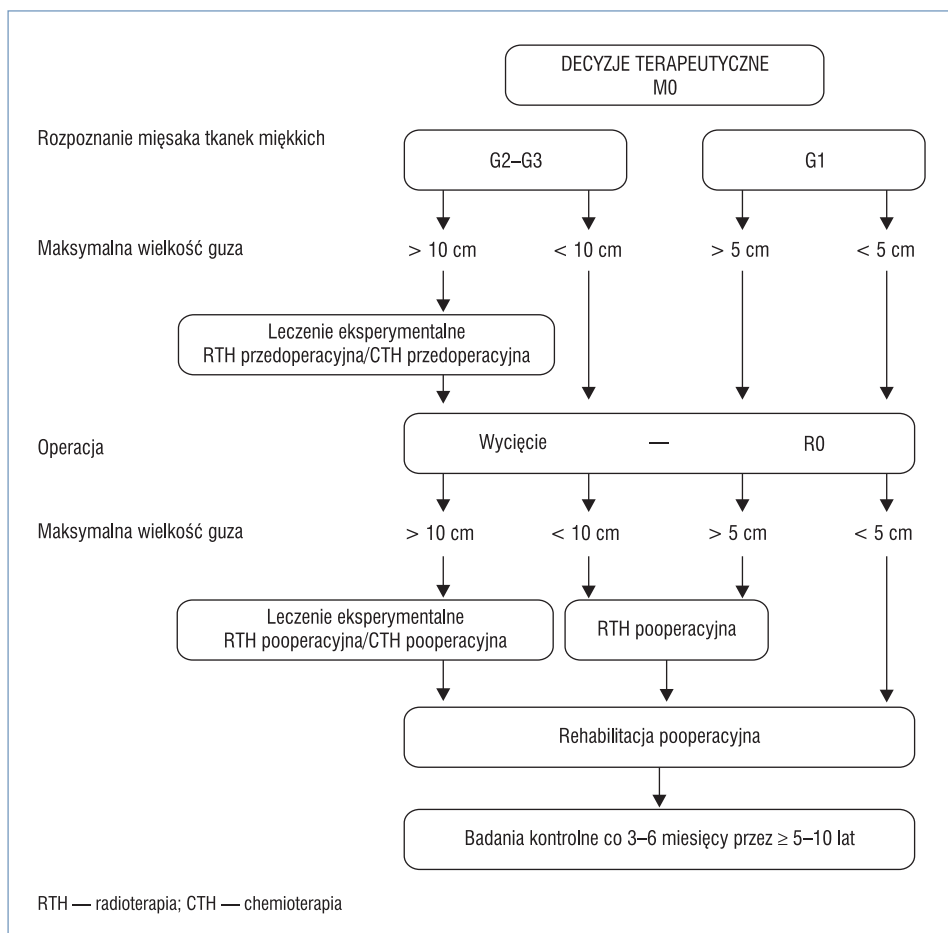 DECYZJE TERAPEUTYCZNE
M0
Rozpoznanie mięsaka tkanek miękkich
G2–G3
G1
Maksymalna wielkość guza
> 10 cm
< 10 cm
> 5 cm
< 5 cm
Leczenie eksperymentalne
RTH przedoperacyjna/CTH przedoperacyjna
Operacja
Wycięcie — R0
Maksymalna wielkość guza
> 10 cm
< 10 cm
> 5 cm
< 5 cm
Leczenie eksperymentalne
RTH pooperacyjna/CTH pooperacyjna
RTH pooperacyjna
Rehabilitacja pooperacyjna
Badania kontrolne co 3–6 miesięcy przez ≥ 5–10 lat
RTH — radioterapia; CTH — chemioterapia